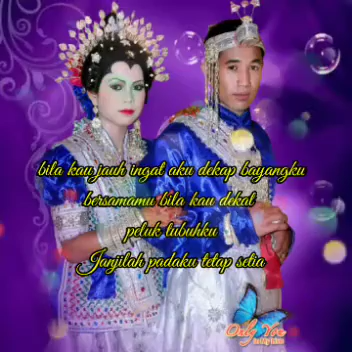 bila kau jauh ingat aku dekap bayangku
bersamamu bila kau dekat
peluk tubuhku
Janjilah padaku tetap setia
Only You